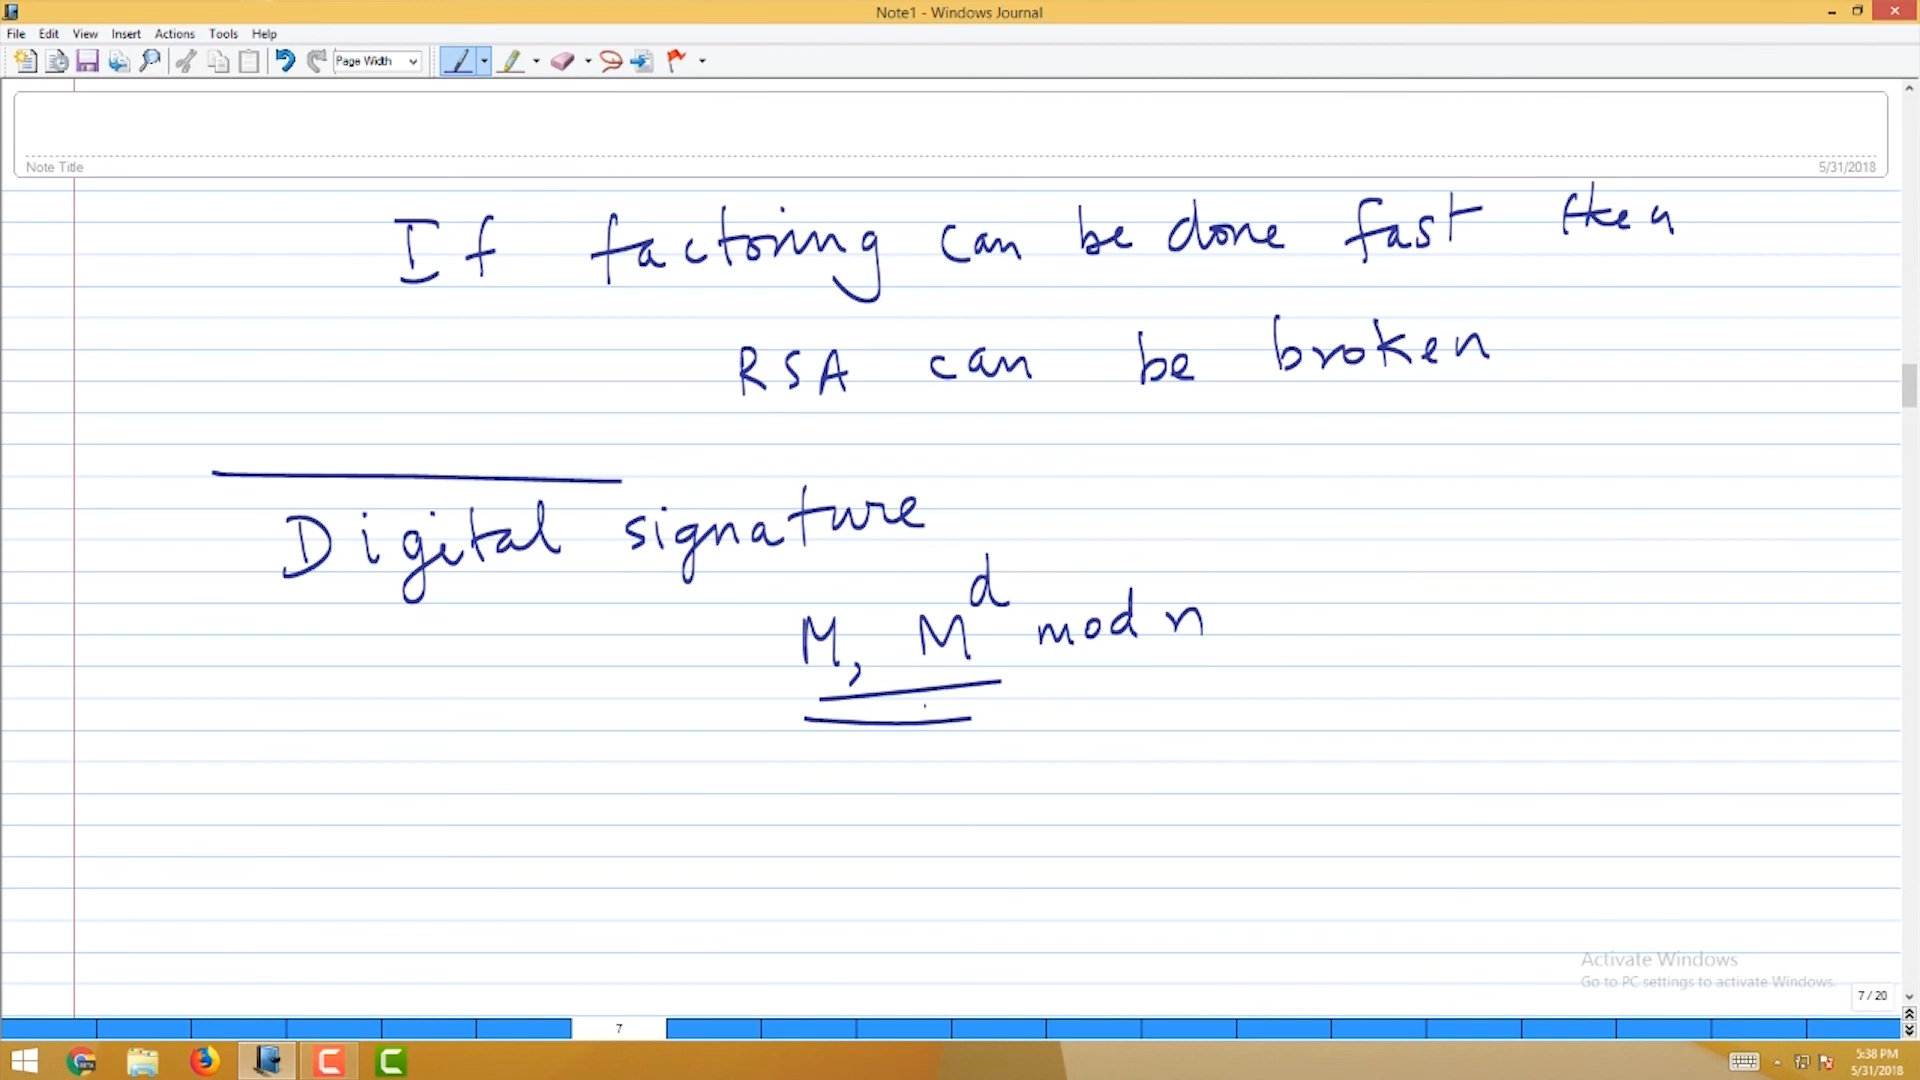 Note1 - Windows Journal
File Edit View Insert Actions Tools Help
Page Width
Note Title
5/31/2018
If factoring can be done fast then
RSA can be broken
Digital signature
M, M^d mod n
Activate Windows
Go to PC settings to activate Windows.
7 / 20
7
5:38 PM
5/31/2018